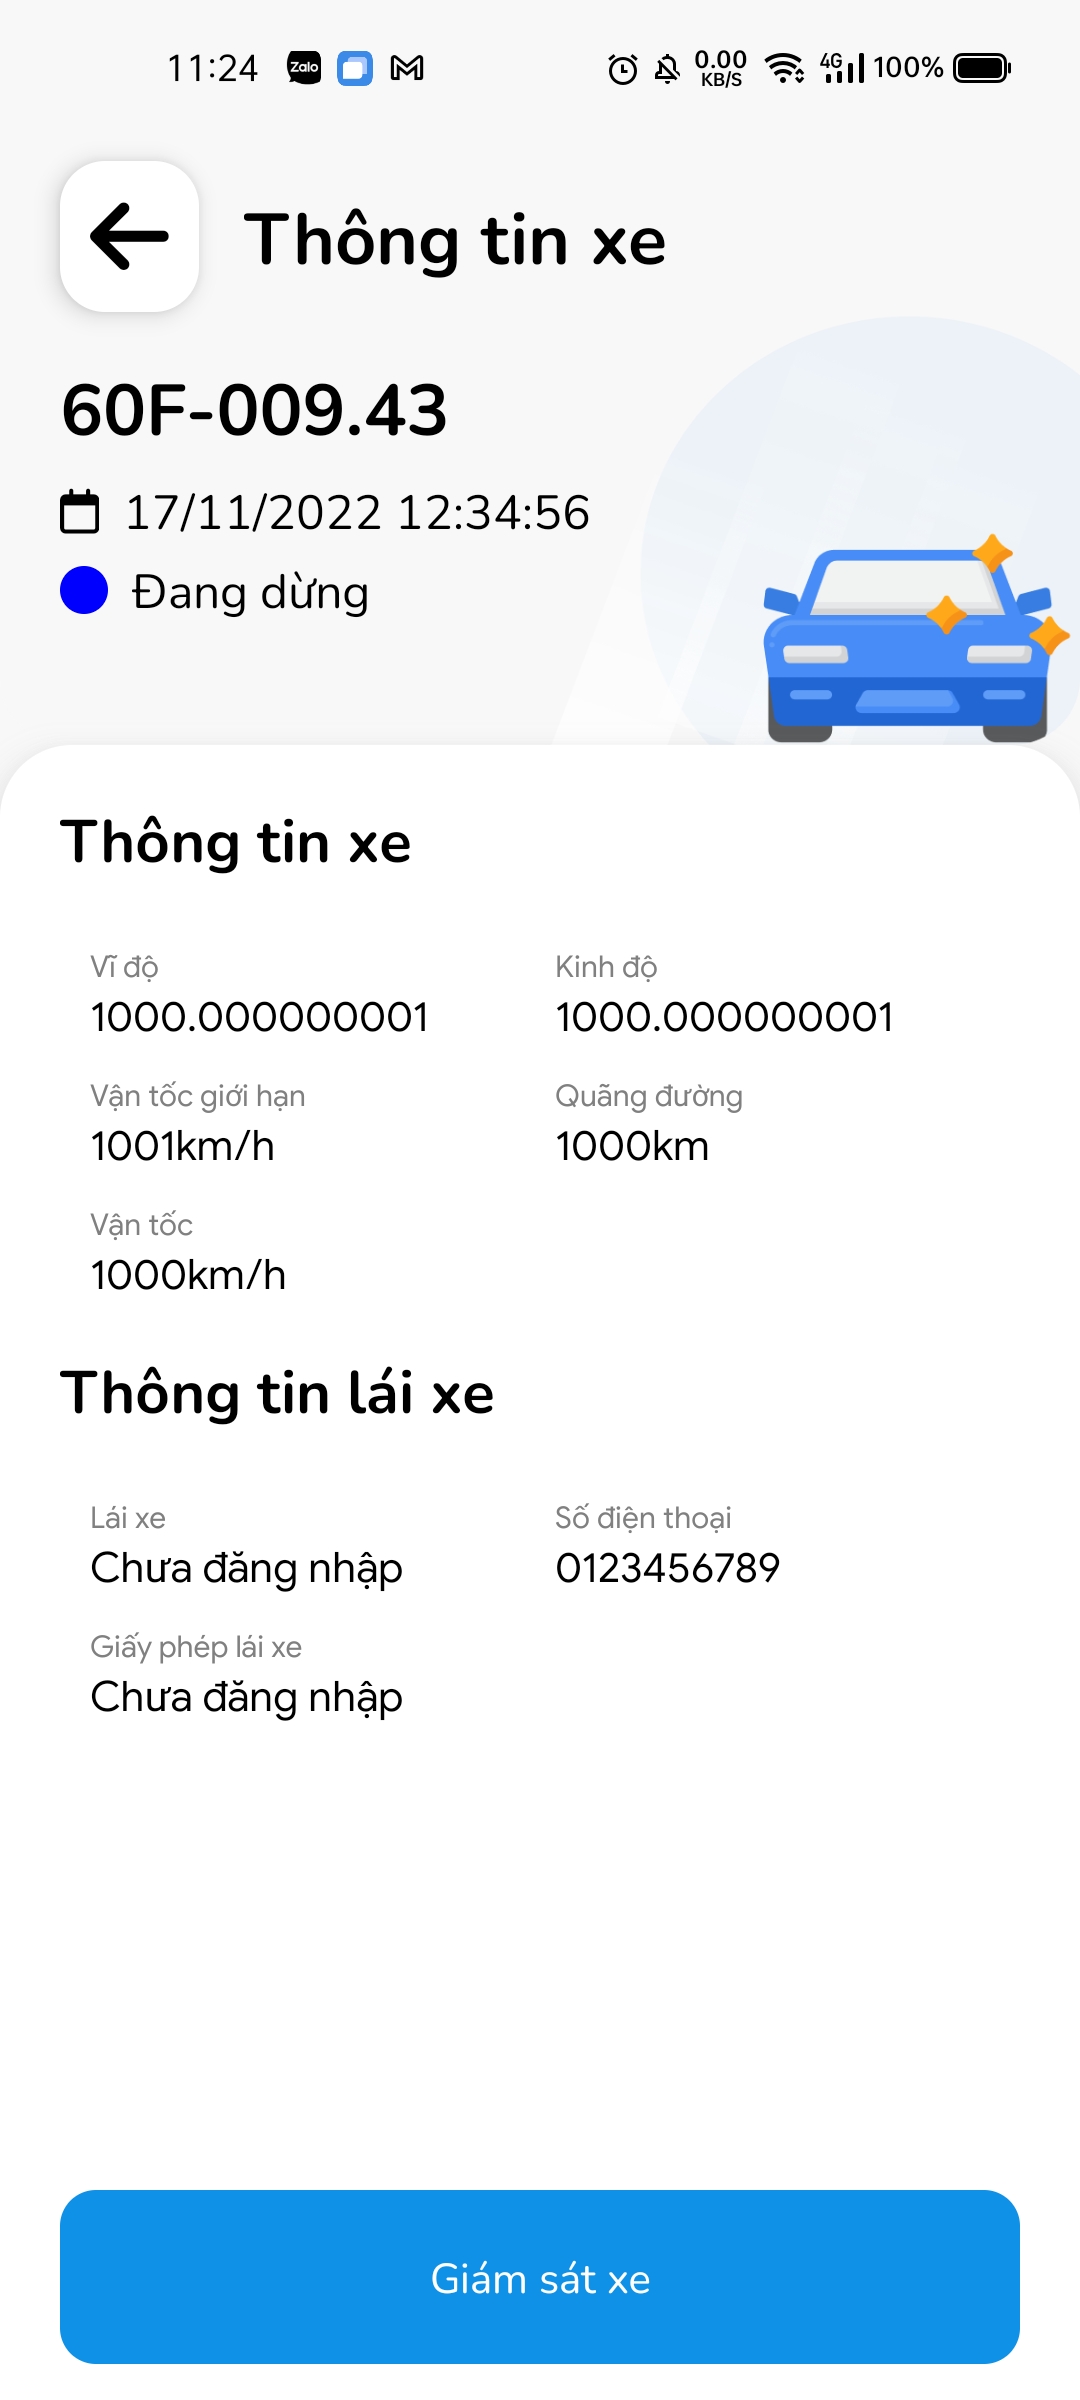 11:24 Zalo 0.00 KB/S 4G 100%
Thông tin xe
60F-009.43
17/11/2022 12:34:56
Đang dừng
Thông tin xe
Vĩ độ Kinh độ
1000.000000001 1000.000000001
Vận tốc giới hạn Quãng đường
1001km/h 1000km
Vận tốc
1000km/h
Thông tin lái xe
Lái xe Số điện thoại
Chưa đăng nhập 0123456789
Giấy phép lái xe
Chưa đăng nhập
Giám sát xe